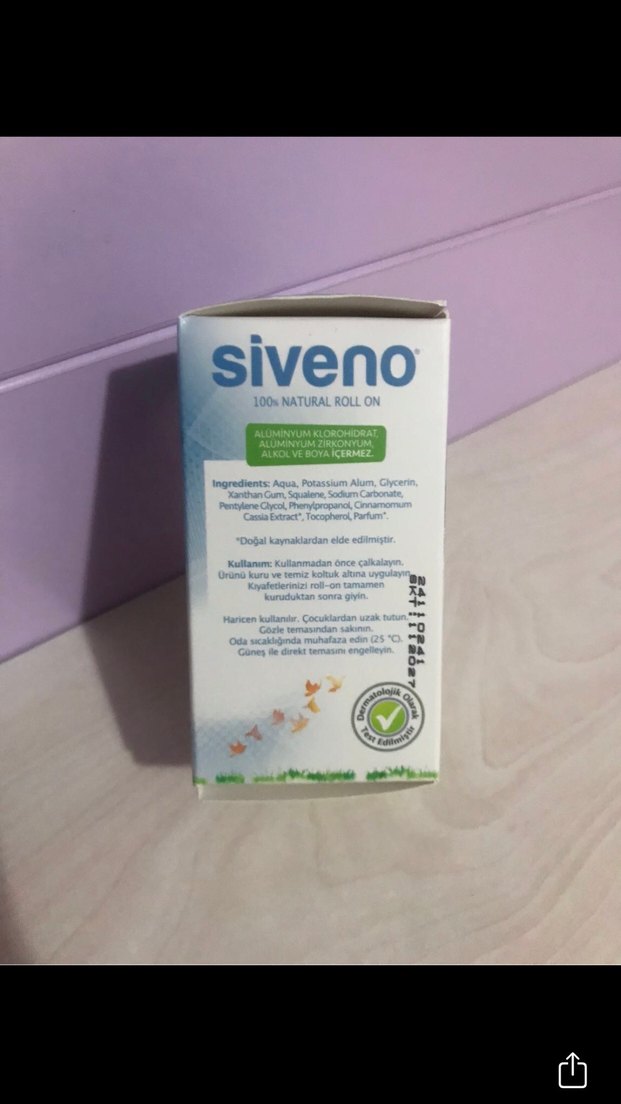 siveno®
100% NATURAL ROLL ON
ALÜMİNYUM KLOROHİDRAT,
ALÜMİNYUM ZİRKONYUM,
ALKOL VE BOYA İÇERMEZ.
Ingredients: Aqua, Potassium Alum, Glycerin,
Xanthan Gum, Squalene, Sodium Carbonate,
Pentylene Glycol, Phenylpropanol, Cinnamomum
Cassia Extract*, Tocopherol, Parfum*.
*Doğal kaynaklardan elde edilmiştir.
Kullanım: Kullanmadan önce çalkalayın.
Ürünü kuru ve temiz koltuk altına uygulayın.
Kıyafetlerinizi roll-on tamamen
kuruduktan sonra giyin.
Haricen kullanılır. Çocuklardan uzak tutun.
Gözle temasından sakının.
Oda sıcaklığında muhafaza edin (25 °C).
Güneş ile direkt temasını engelleyin.
24110241
SKT:112027
Dermatolojik Olarak
Test Edilmiştir